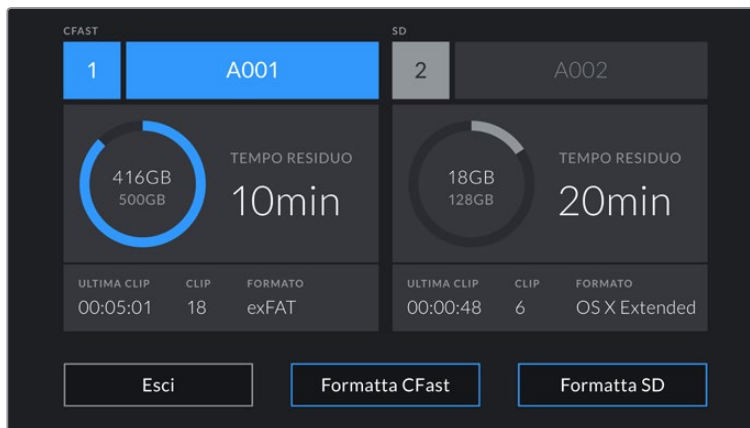 CFAST
1
A001
416GB
500GB
TEMPO RESIDUO
10min
ULTIMA CLIP CLIP FORMATO
00:05:01 18 exFAT
SD
2
A002
18GB
128GB
TEMPO RESIDUO
20min
ULTIMA CLIP CLIP FORMATO
00:00:48 6 OS X Extended
Esci
Formatta CFast
Formatta SD